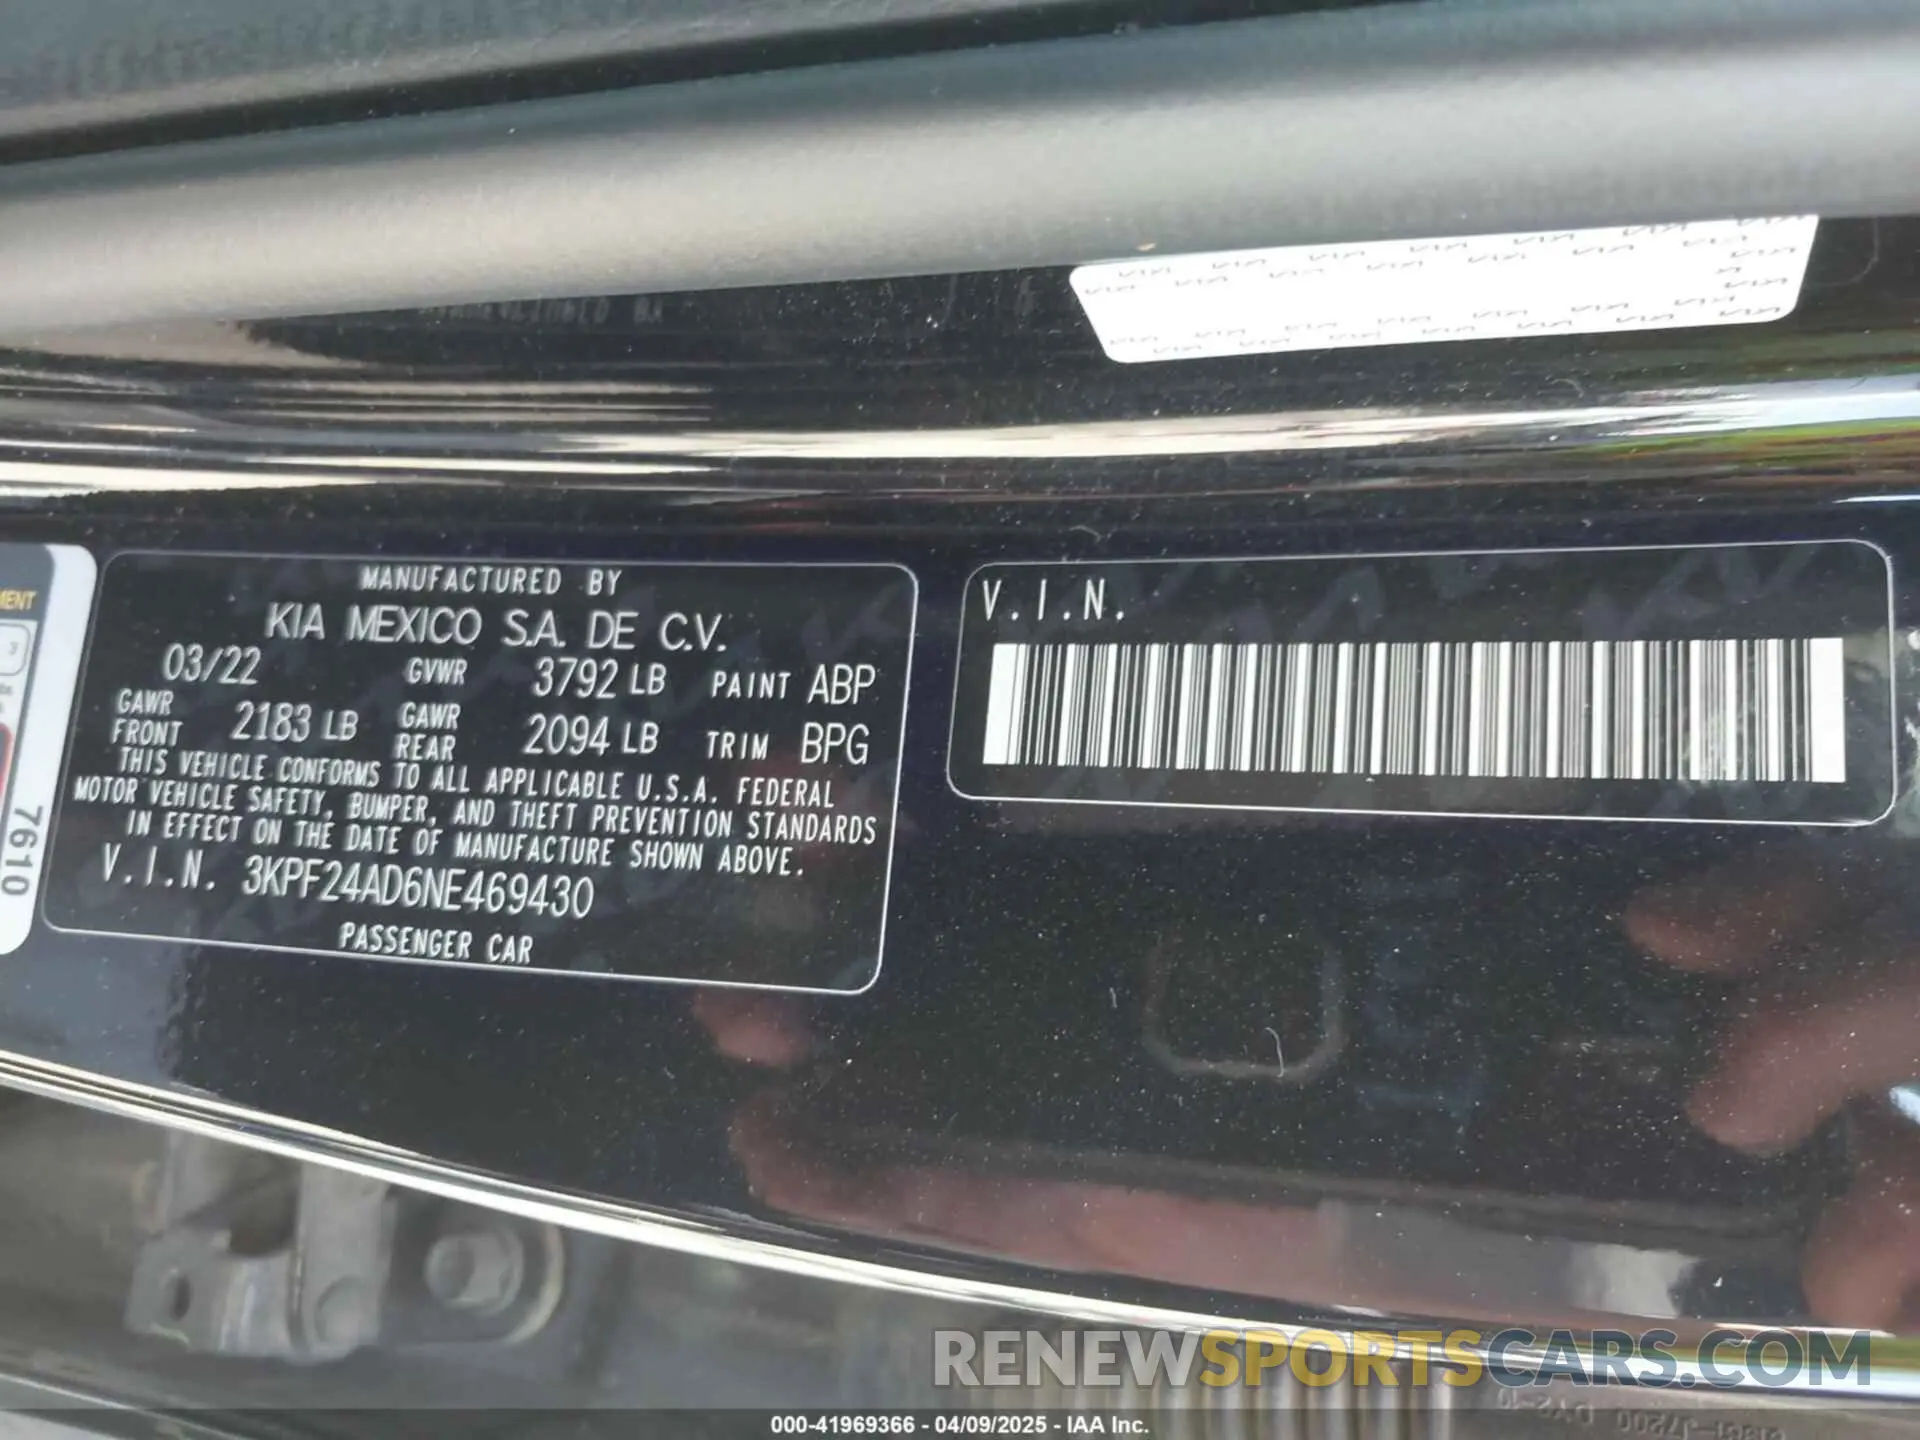 MANUFACTURED BY
KIA MEXICO S.A. DE C.V.
03/22 GVWR 3792 LB PAINT ABP
GAWR FRONT 2183 LB GAWR REAR 2094 LB TRIM BPG
THIS VEHICLE CONFORMS TO ALL APPLICABLE U.S.A. FEDERAL
MOTOR VEHICLE SAFETY, BUMPER, AND THEFT PREVENTION STANDARDS
IN EFFECT ON THE DATE OF MANUFACTURE SHOWN ABOVE.
V.I.N. 3KPF24AD6NE469430
PASSENGER CAR
V.I.N.
7610
RENEWSPORTSCARS.COM
000-41969366 - 04/09/2025 - IAA Inc.